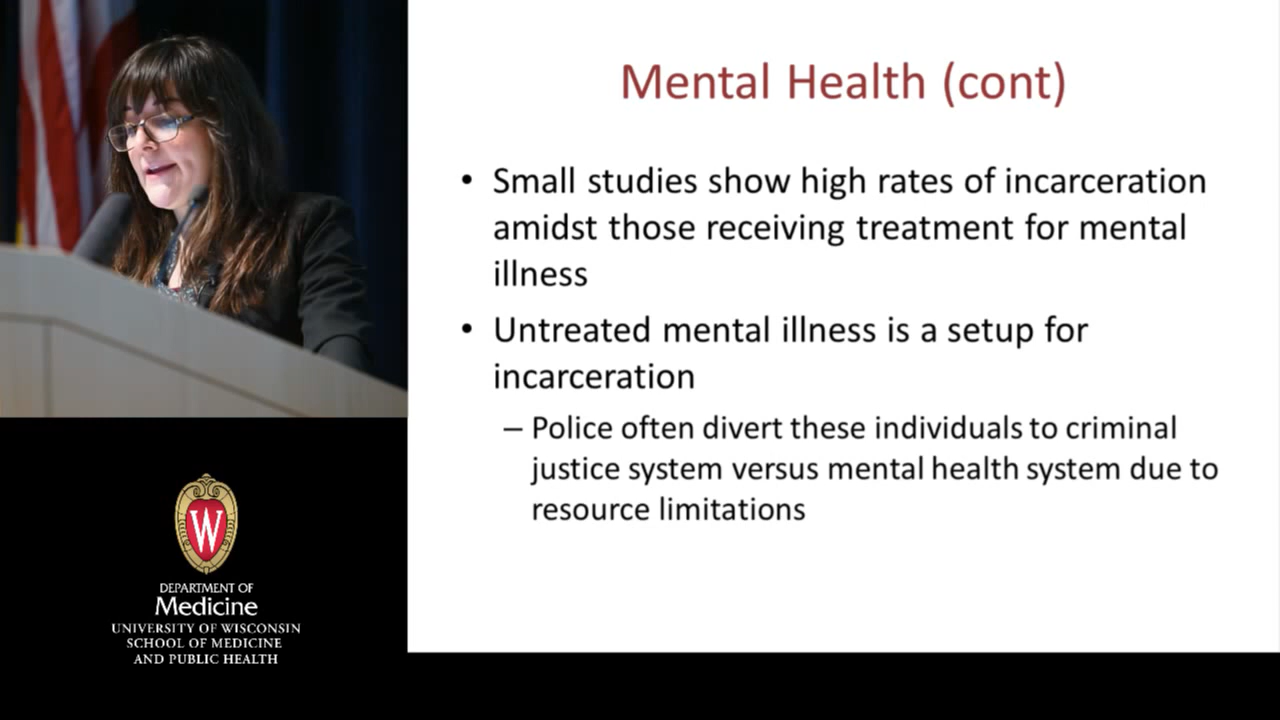 Mental Health (cont)
• Small studies show high rates of incarceration
amidst those receiving treatment for mental
illness
• Untreated mental illness is a setup for
incarceration
– Police often divert these individuals to criminal
justice system versus mental health system due to
resource limitations
W
DEPARTMENT OF
Medicine
UNIVERSITY OF WISCONSIN
SCHOOL OF MEDICINE
AND PUBLIC HEALTH